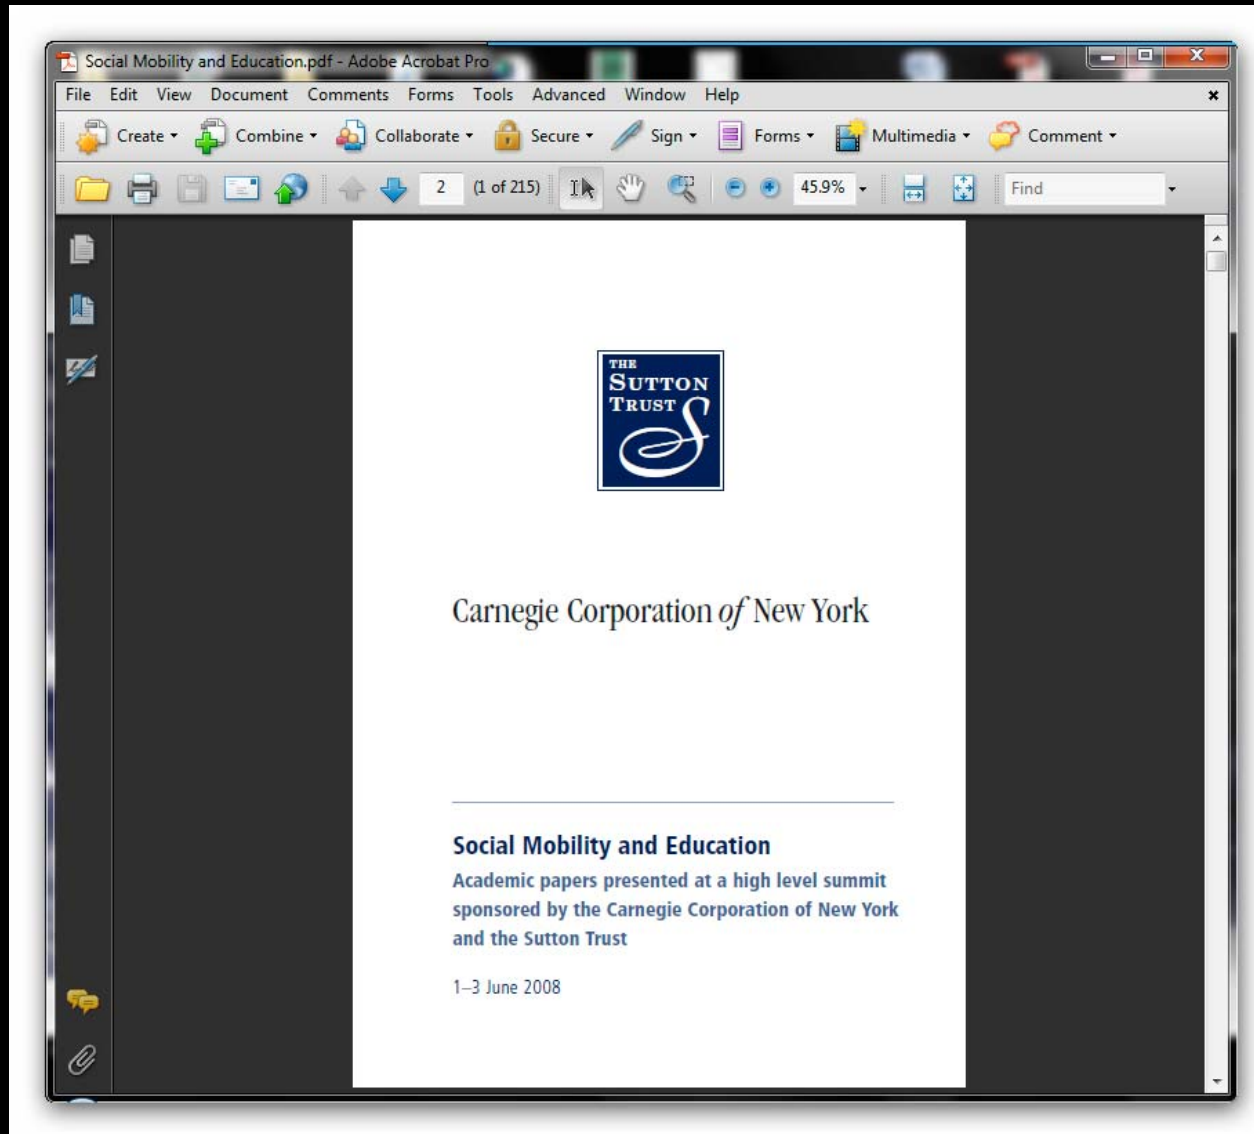 Social Mobility and Education.pdf - Adobe Acrobat Pro
File Edit View Document Comments Forms Tools Advanced Window Help
Create Combine Collaborate Secure Sign Forms Multimedia Comment
2 (1 of 215) 45.9% Find
THE
SUTTON
TRUST
S
Carnegie Corporation of New York
Social Mobility and Education
Academic papers presented at a high level summit
sponsored by the Carnegie Corporation of New York
and the Sutton Trust
1–3 June 2008